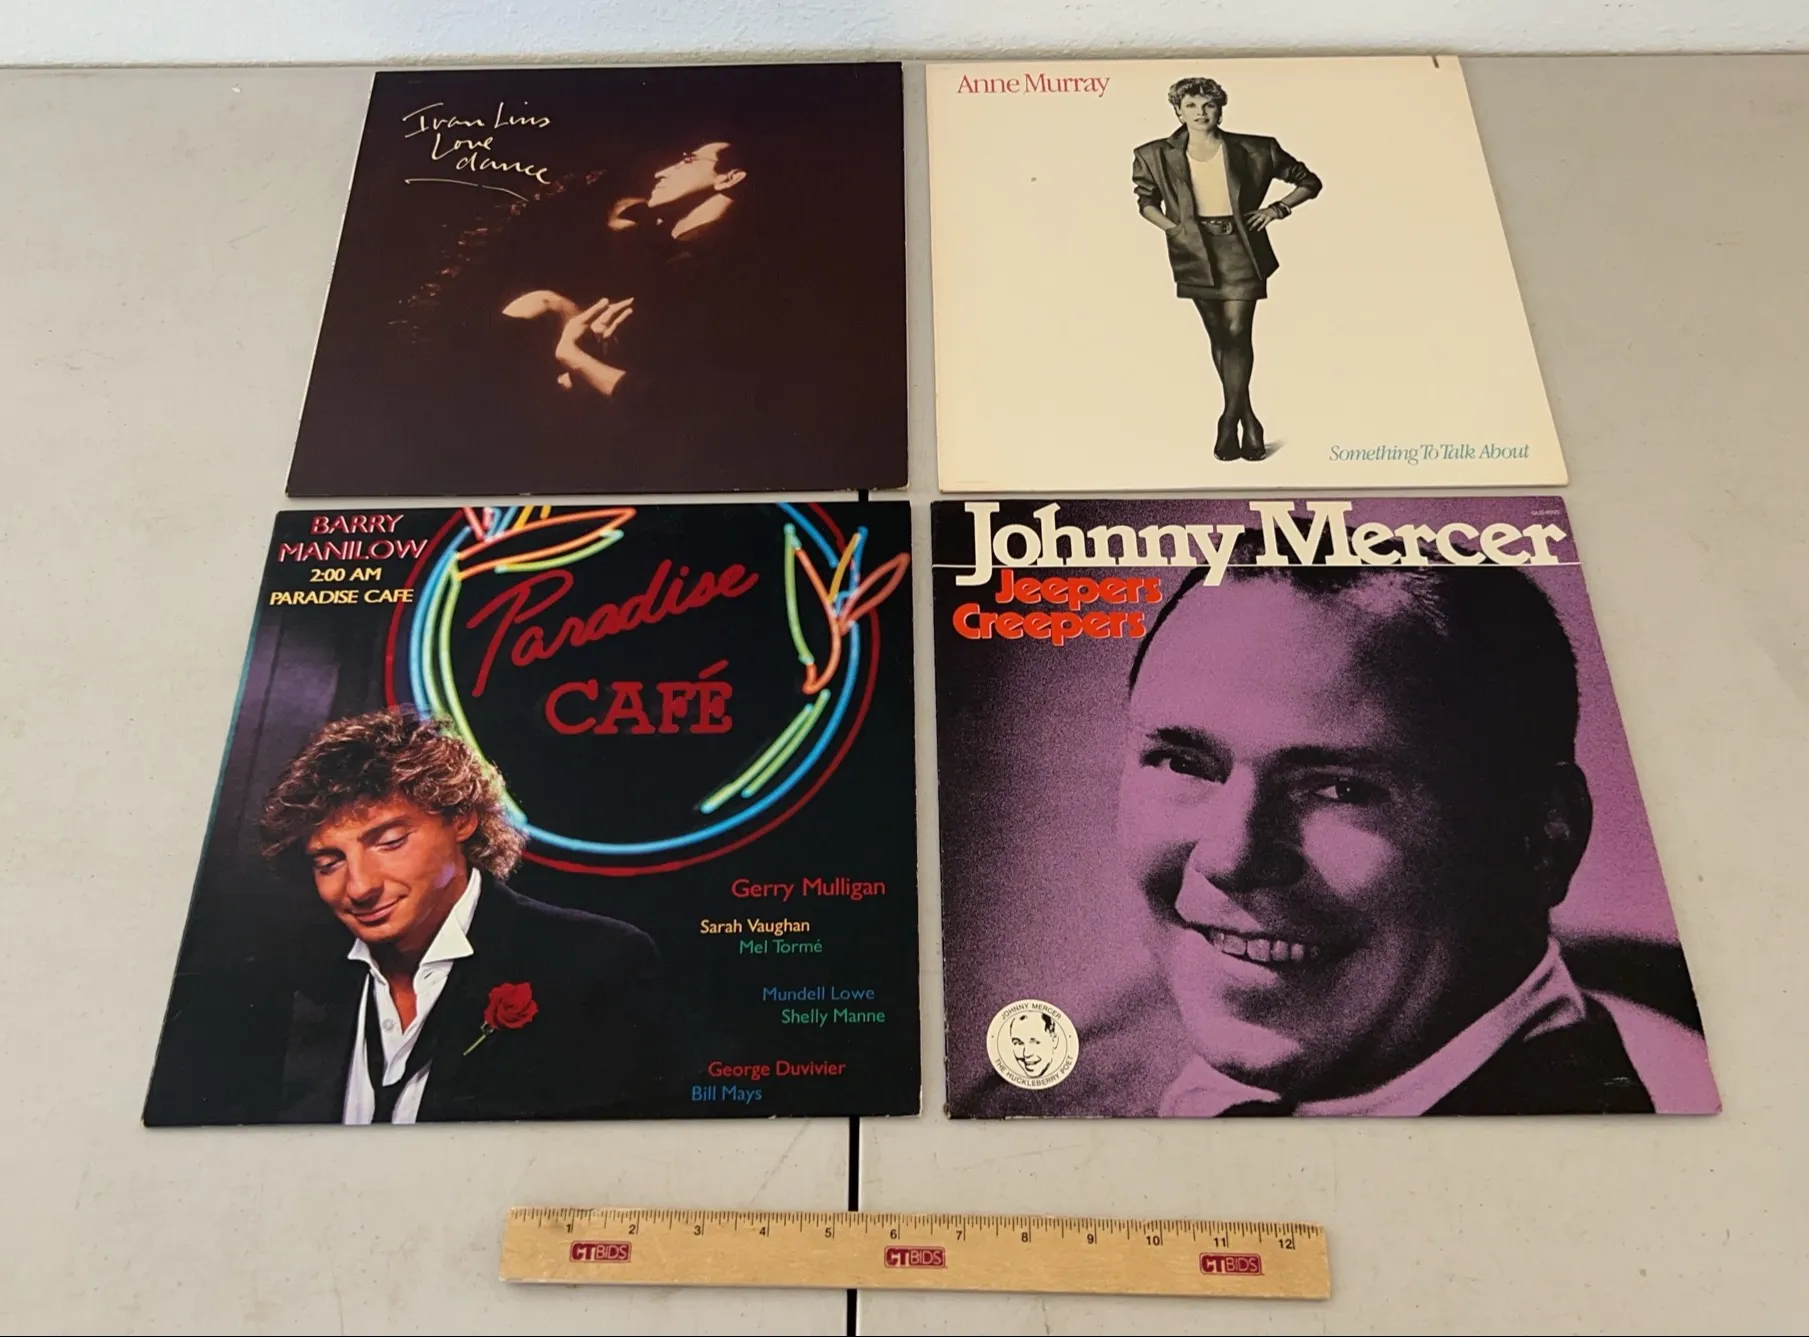 Ivan Lins
Love
dance
Anne Murray
Something To Talk About
BARRY
MANILOW
2:00 AM
PARADISE CAFE
Paradise
CAFÉ
Gerry Mulligan
Sarah Vaughan
Mel Tormé
Mundell Lowe
Shelly Manne
George Duvivier
Bill Mays
Johnny Mercer
Jeepers
Creepers
JOHNNY MERCER
THE HUCKLEBERRY POET
1 2 3 4 5 6 7 8 9 10 11 12
CTBIDS CTBIDS CTBIDS